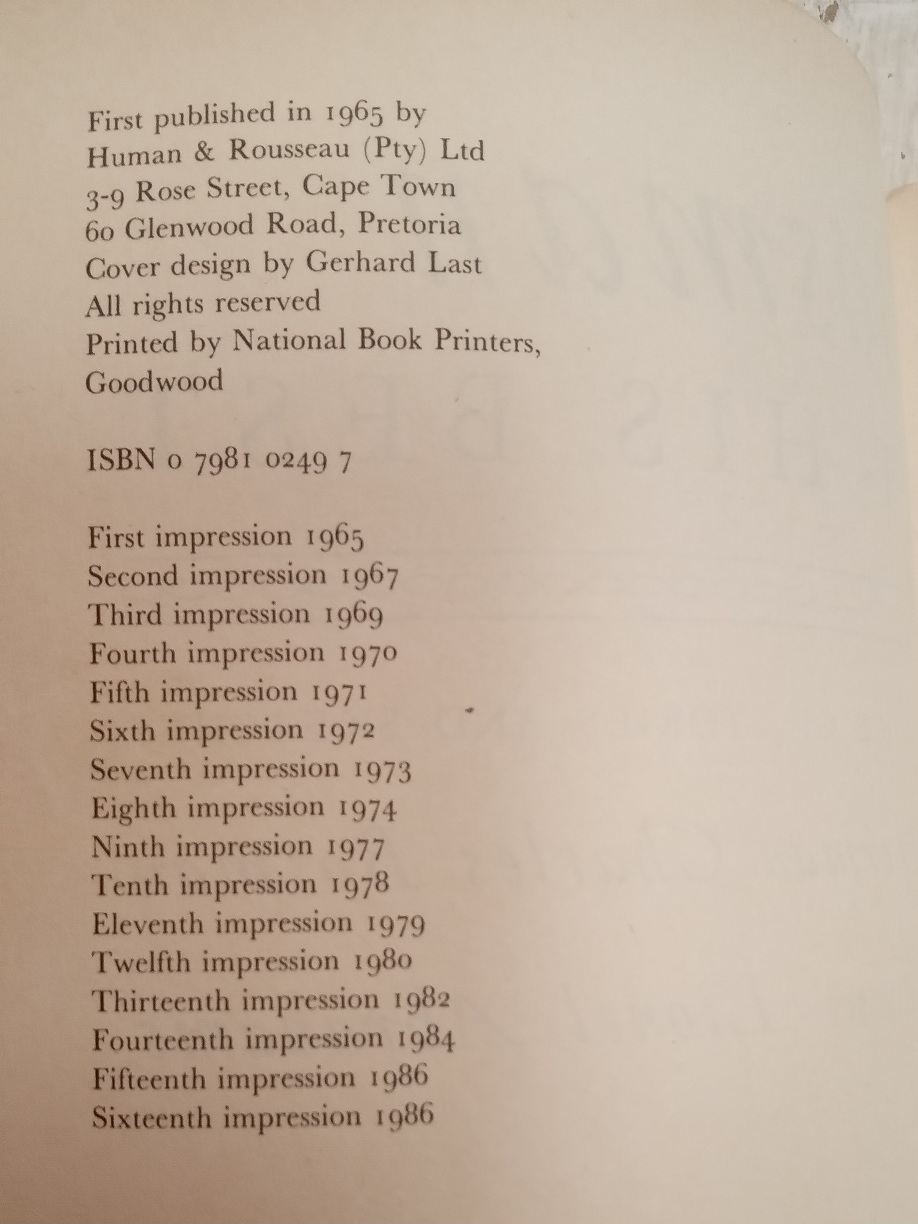 First published in 1965 by
Human & Rousseau (Pty) Ltd
3-9 Rose Street, Cape Town
60 Glenwood Road, Pretoria
Cover design by Gerhard Last
All rights reserved
Printed by National Book Printers,
Goodwood
ISBN 0 7981 0249 7
First impression 1965
Second impression 1967
Third impression 1969
Fourth impression 1970
Fifth impression 1971
Sixth impression 1972
Seventh impression 1973
Eighth impression 1974
Ninth impression 1977
Tenth impression 1978
Eleventh impression 1979
Twelfth impression 1980
Thirteenth impression 1982
Fourteenth impression 1984
Fifteenth impression 1986
Sixteenth impression 1986